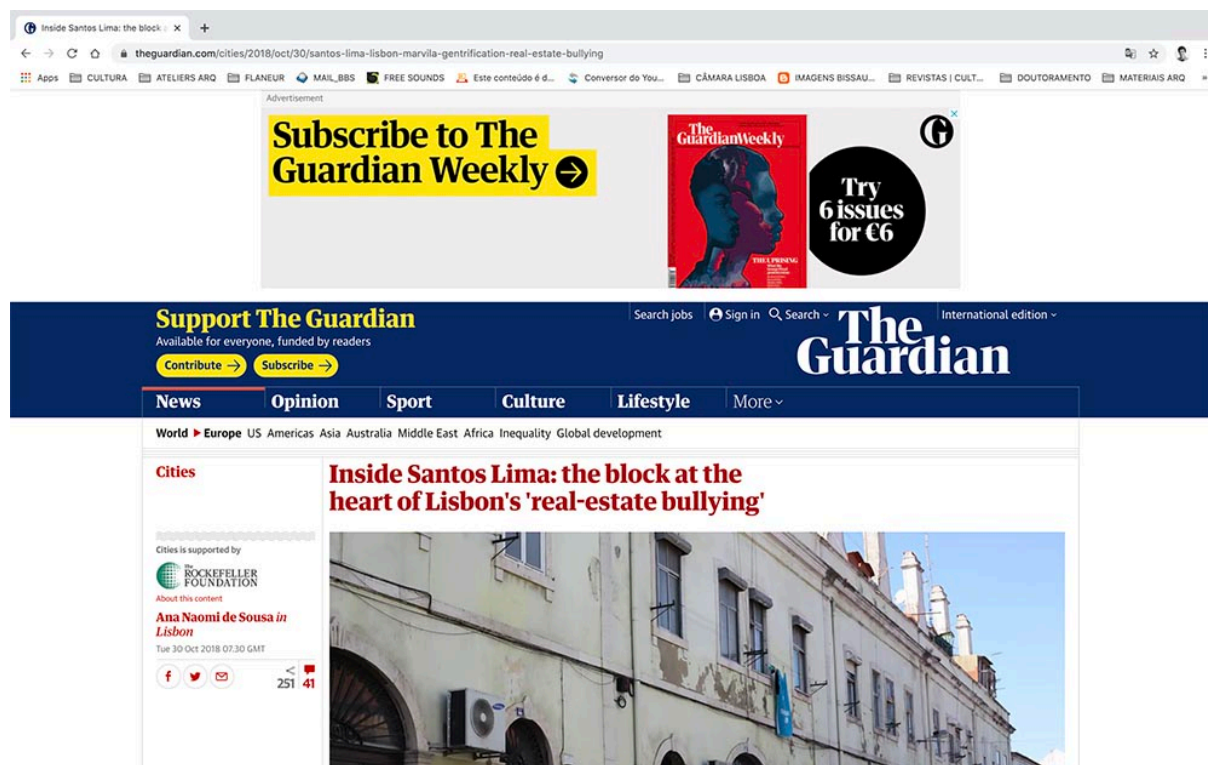 Inside Santos Lima: the block a
theguardian.com/cities/2018/oct/30/santos-lima-lisbon-marvila-gentrification-real-estate-bullying
Apps CULTURA ATELIERS ARQ FLANEUR MAIL_BBS FREE SOUNDS Este conteúdo é d... Conversor do You... CÂMARA LISBOA IMAGENS BISSAU... REVISTAS | CULT... DOUTORAMENTO MATERIAIS ARQ »
Advertisement
Subscribe to The
Guardian Weekly
The
GuardianWeekly
THE UPRISING
Try
6 issues
for €6
Support The Guardian
Available for everyone, funded by readers
Contribute
Subscribe
Search jobs Sign in Search International edition
The
Guardian
News Opinion Sport Culture Lifestyle More
World Europe US Americas Asia Australia Middle East Africa Inequality Global development
Cities
Inside Santos Lima: the block at the
heart of Lisbon's 'real-estate bullying'
Cities is supported by
The
ROCKEFELLER
FOUNDATION
About this content
Ana Naomi de Sousa in
Lisbon
Tue 30 Oct 2018 07.30 GMT
251 41